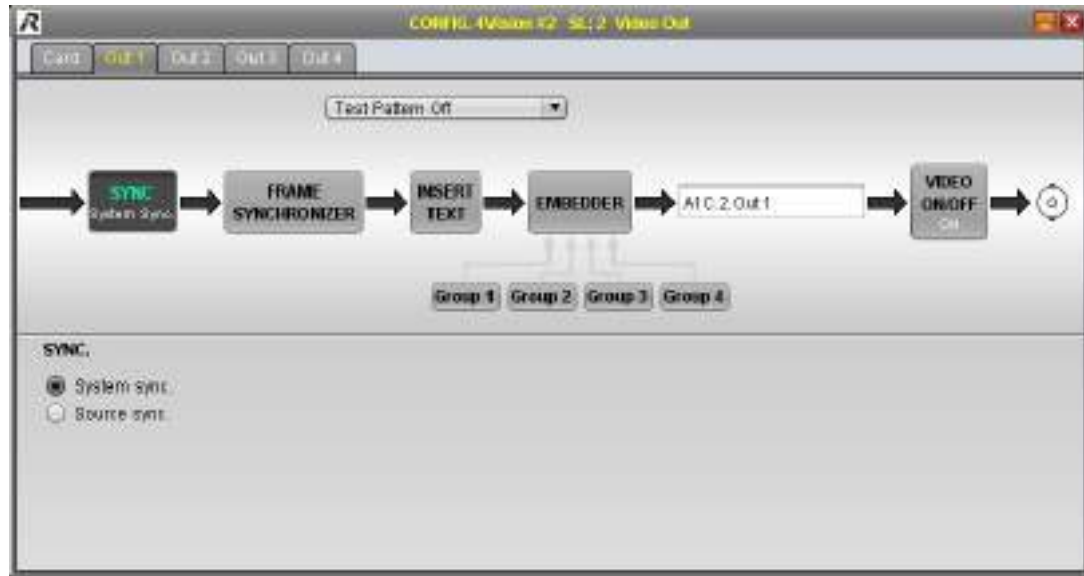 R
CONFIG. 4Vision #2 SL: 2 Video Out
Card Out 1 Out 2 Out 3 Out 4
Test Pattern Off
SYNC
System Sync.
FRAME
SYNCHRONIZER
INSERT
TEXT
EMBEDDER
A1 C.2 Out 1
VIDEO
ON/OFF
ON
Group 1 Group 2 Group 3 Group 4
SYNC.
System sync.
Source sync.